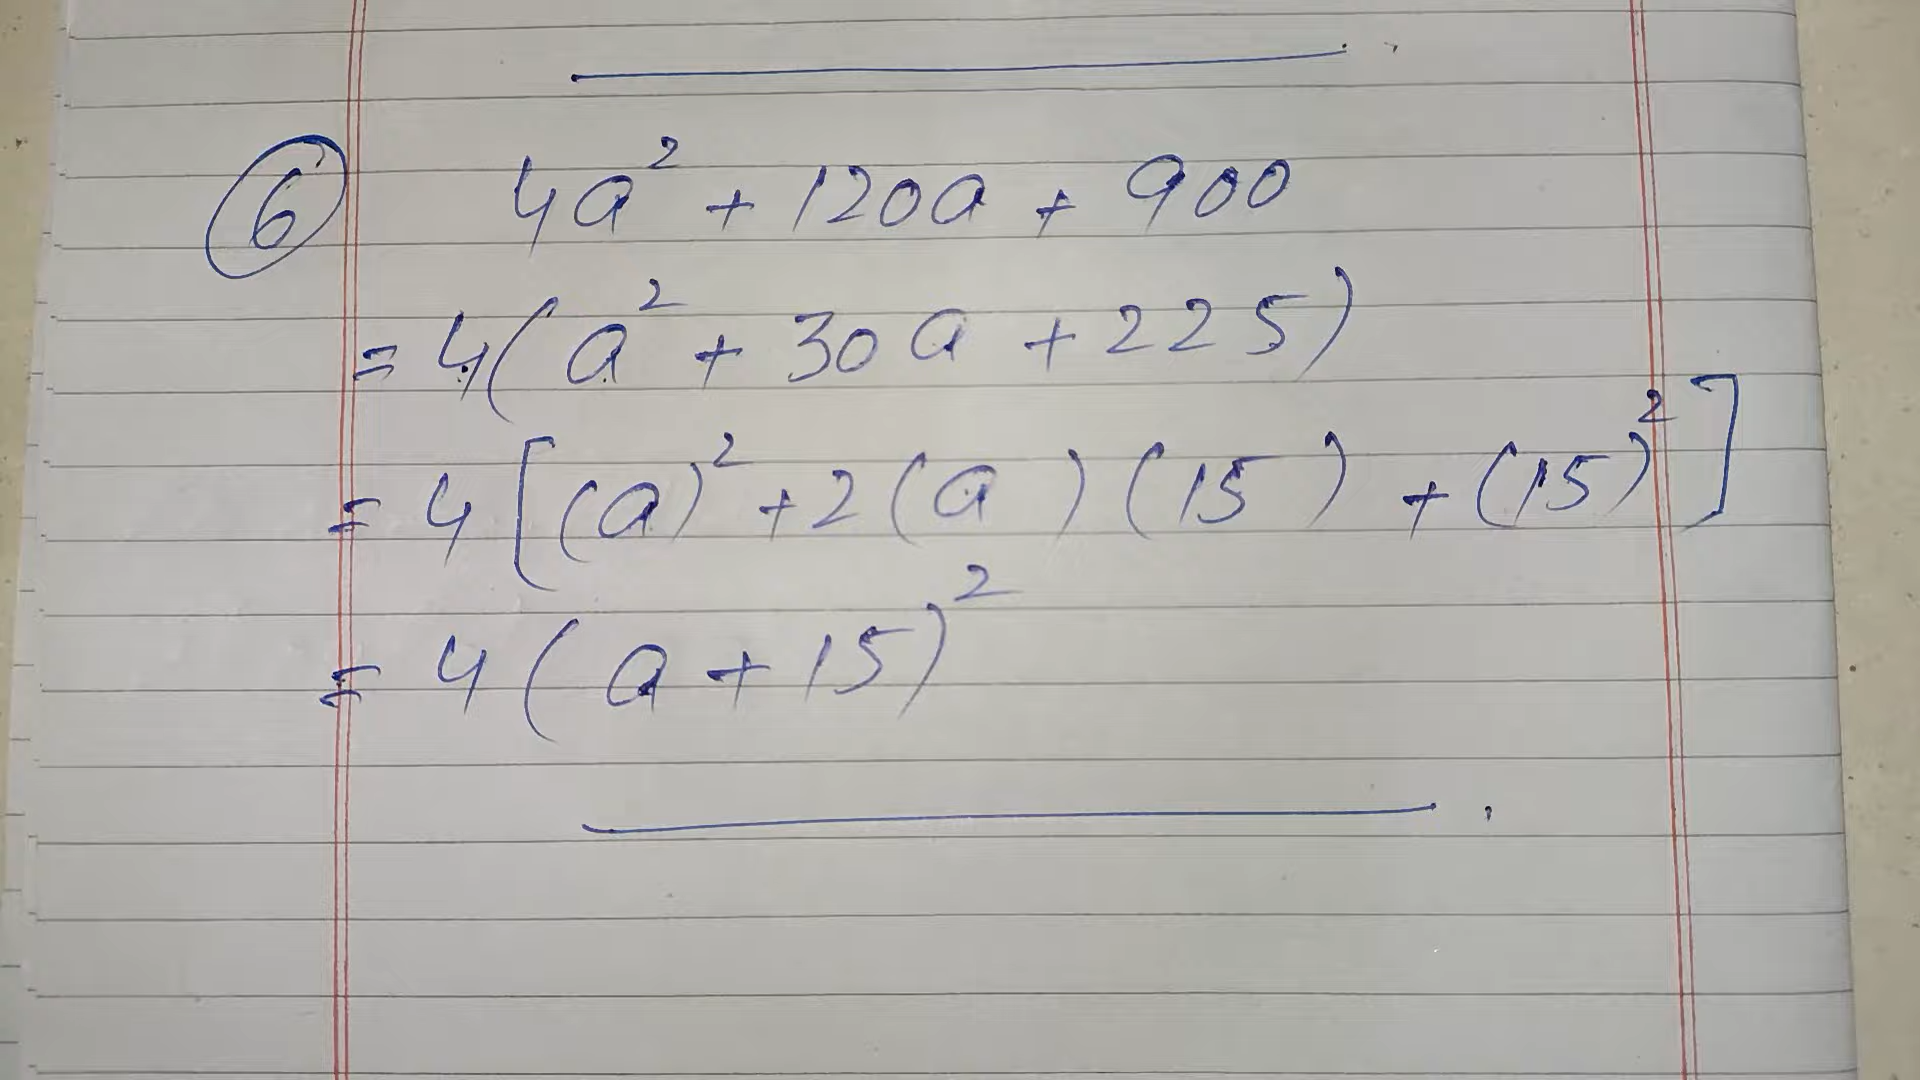 6 4a² + 120a + 900
= 4(a² + 30a + 225)
= 4[(a)² + 2(a)(15) + (15)²]
= 4(a + 15)²